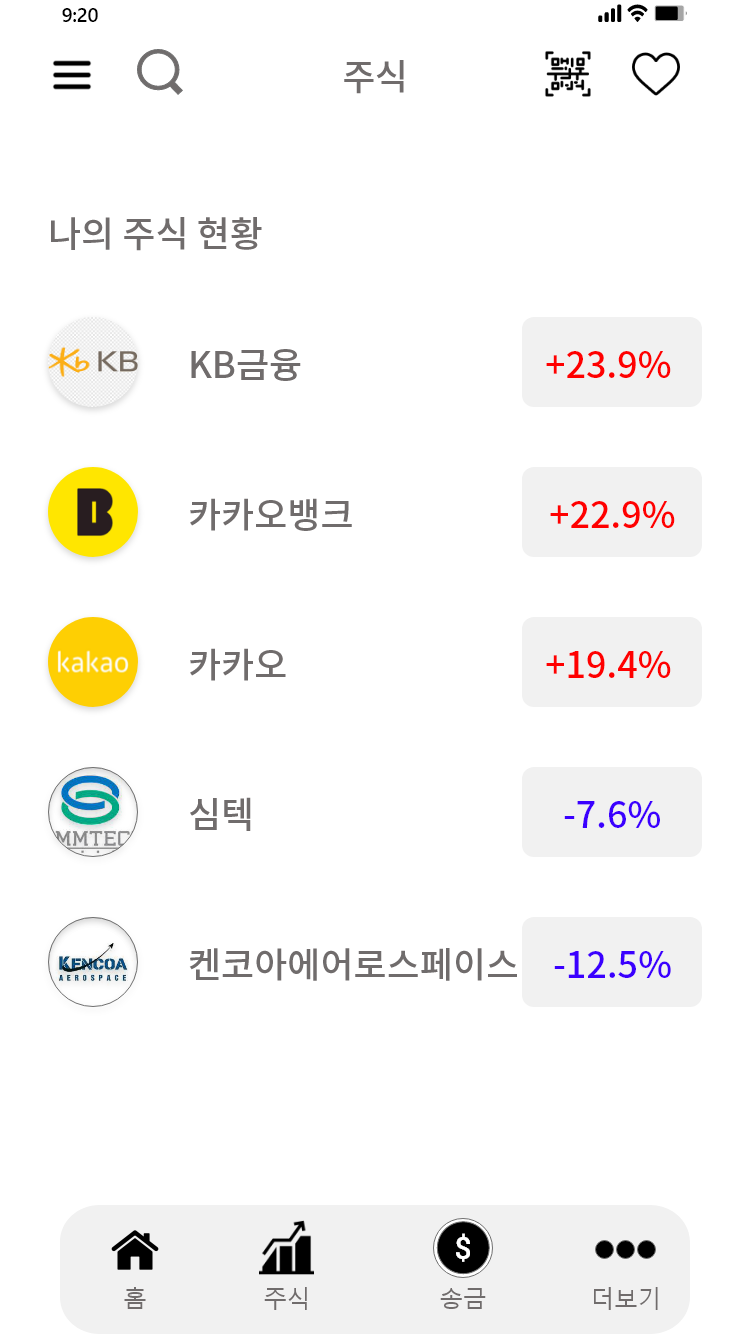 9:20
주식
나의 주식 현황
KB
KB금융
+23.9%
B
카카오뱅크
+22.9%
kakao
카카오
+19.4%
MMTEC
심텍
-7.6%
KENCOA
AEROSPACE
켄코아에어로스페이스
-12.5%
$
홈
주식
송금
더보기